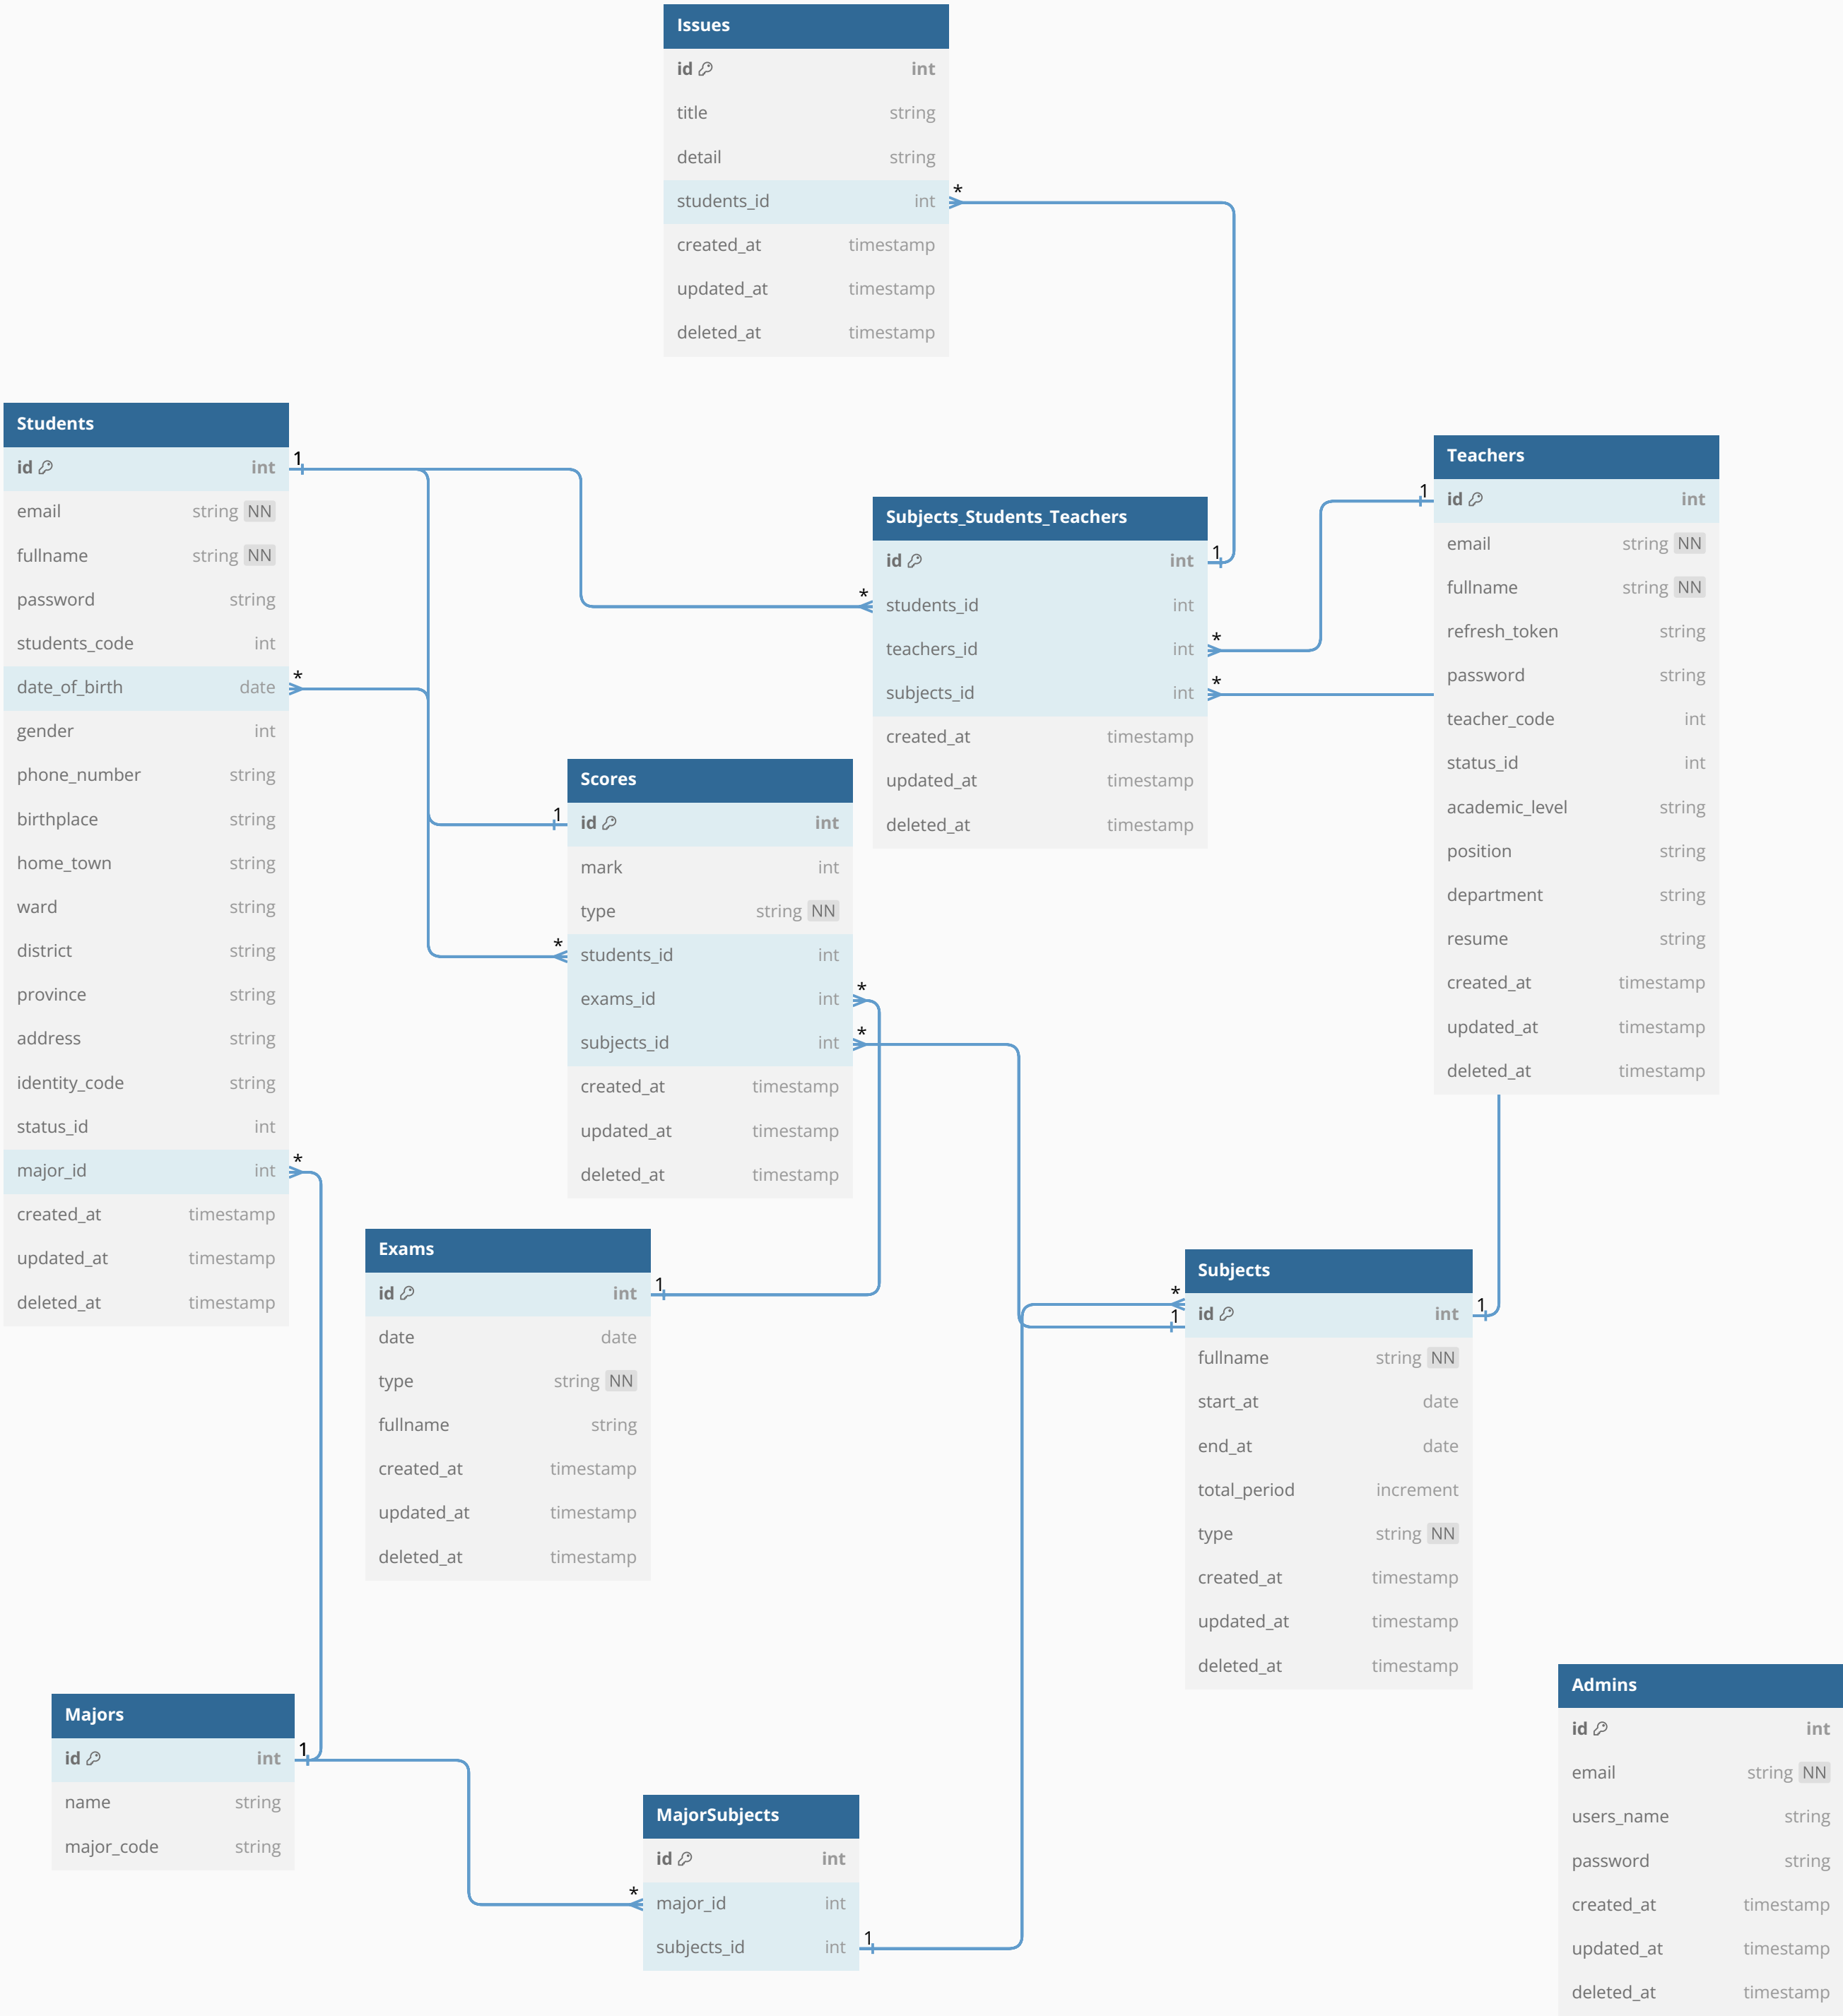 Issues
id int
title string
detail string
students_id int *
created_at timestamp
updated_at timestamp
deleted_at timestamp
Students
id int 1
email string NN
fullname string NN
password string
students_code int
date_of_birth date *
gender int
phone_number string
birthplace string
home_town string
ward string
district string
province string
address string
identity_code string
status_id int
major_id int *
created_at timestamp
updated_at timestamp
deleted_at timestamp
Subjects_Students_Teachers
id int 1
* students_id int
teachers_id int *
subjects_id int *
created_at timestamp
updated_at timestamp
deleted_at timestamp
Teachers
1 id int
email string NN
fullname string NN
refresh_token string
password string
teacher_code int
status_id int
academic_level string
position string
department string
resume string
created_at timestamp
updated_at timestamp
deleted_at timestamp
Scores
1 id int
mark int
type string NN
* students_id int
exams_id int *
subjects_id int *
created_at timestamp
updated_at timestamp
deleted_at timestamp
Exams
id int 1
date date
type string NN
fullname string
created_at timestamp
updated_at timestamp
deleted_at timestamp
Subjects
*
1 id int 1
fullname string NN
start_at date
end_at date
total_period increment
type string NN
created_at timestamp
updated_at timestamp
deleted_at timestamp
Majors
id int 1
name string
major_code string
MajorSubjects
id int
* major_id int
subjects_id int 1
Admins
id int
email string NN
users_name string
password string
created_at timestamp
updated_at timestamp
deleted_at timestamp